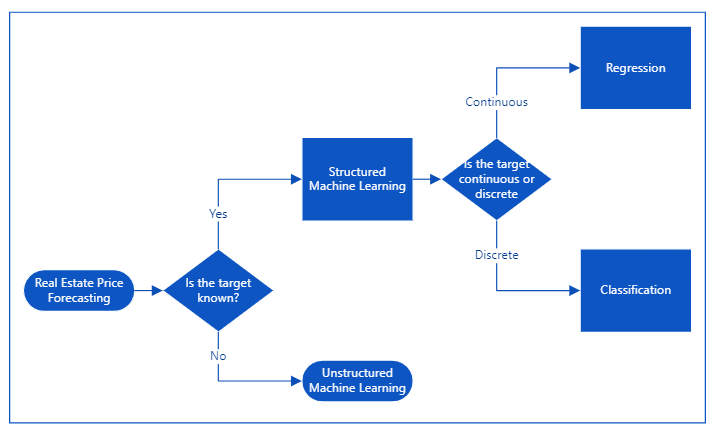 Regression
Continuous
Structured
Machine Learning
Is the target
continuous or
discrete
Yes
Discrete
Real Estate Price
Forecasting
Is the target
known?
Classification
No
Unstructured
Machine Learning